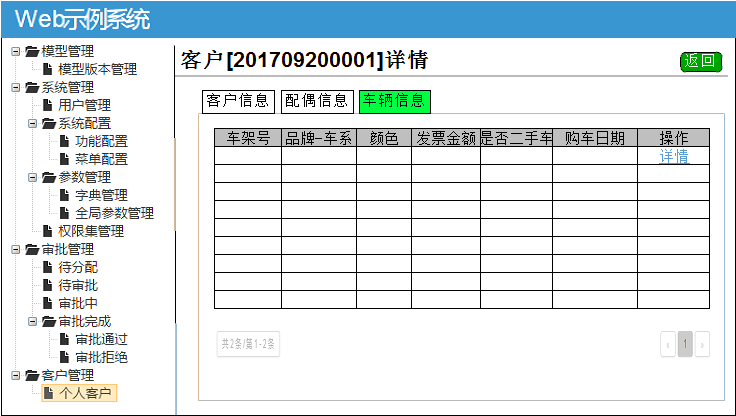 Web示例系统
模型管理
模型版本管理
系统管理
用户管理
系统配置
功能配置
菜单配置
参数管理
字典管理
全局参数管理
权限集管理
审批管理
待分配
待审批
审批中
审批完成
审批通过
审批拒绝
客户管理
个人客户
客户[201709200001]详情
返回
客户信息 配偶信息 车辆信息
车架号 品牌-车系 颜色 发票金额 是否二手车 购车日期 操作
详情
共2条/第1-2条
‹ 1 ›